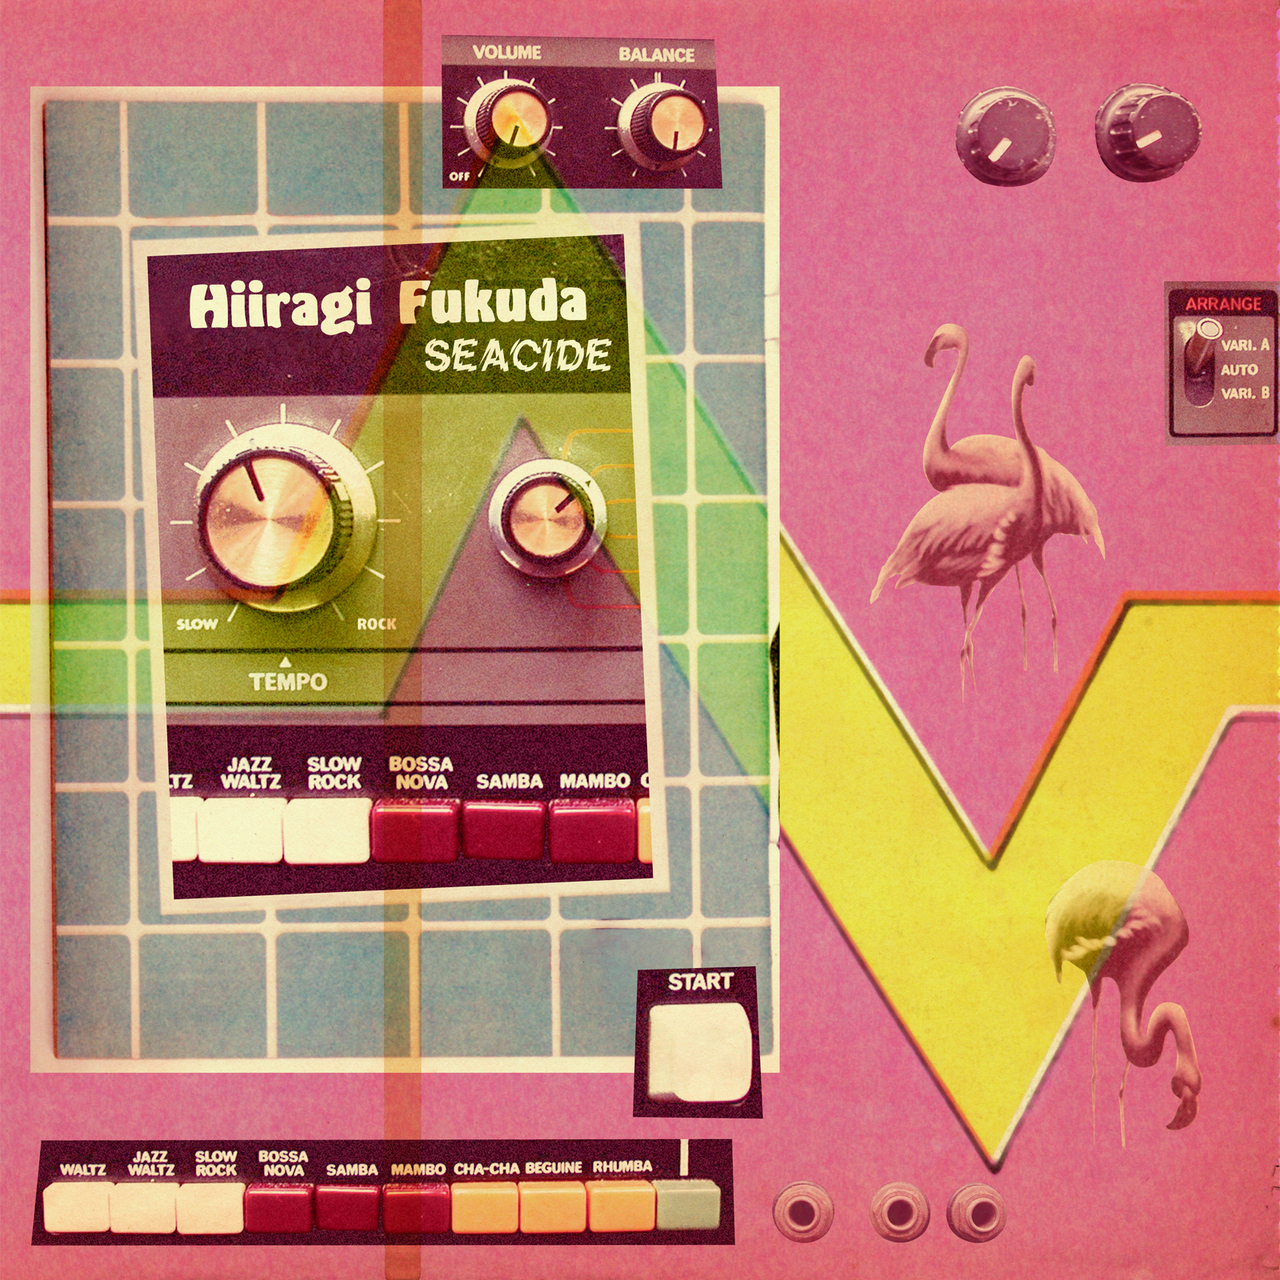 VOLUME BALANCE
OFF
Hiiragi Fukuda
SEACIDE
ARRANGE
VARI. A
AUTO
VARI. B
SLOW ROCK
TEMPO
TZ JAZZ WALTZ SLOW ROCK BOSSA NOVA SAMBA MAMBO C
START
WALTZ JAZZ WALTZ SLOW ROCK BOSSA NOVA SAMBA MAMBO CHA-CHA BEGUINE RHUMBA